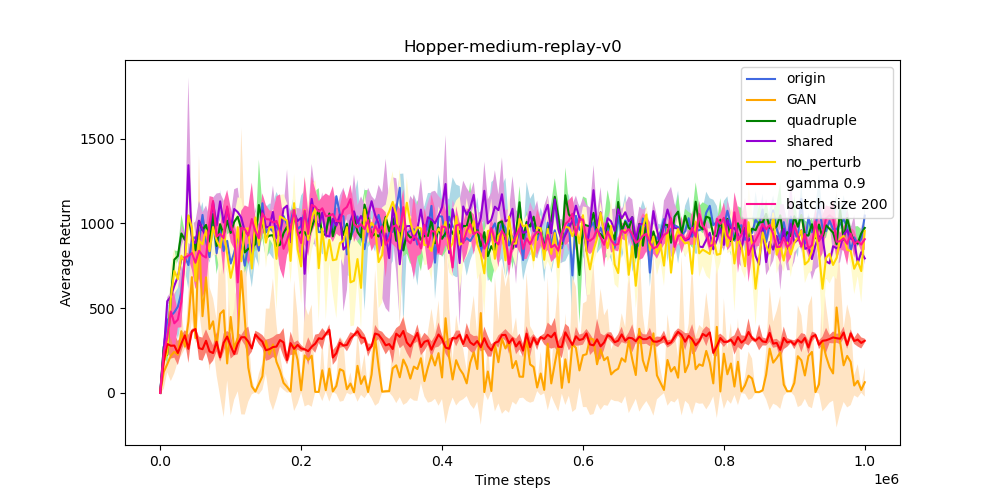 Hopper-medium-replay-v0
Average Return
1500
1000
500
0
origin
GAN
quadruple
shared
no_perturb
gamma 0.9
batch size 200
0.0
0.2
0.4
0.6
0.8
1.0
1e6
Time steps